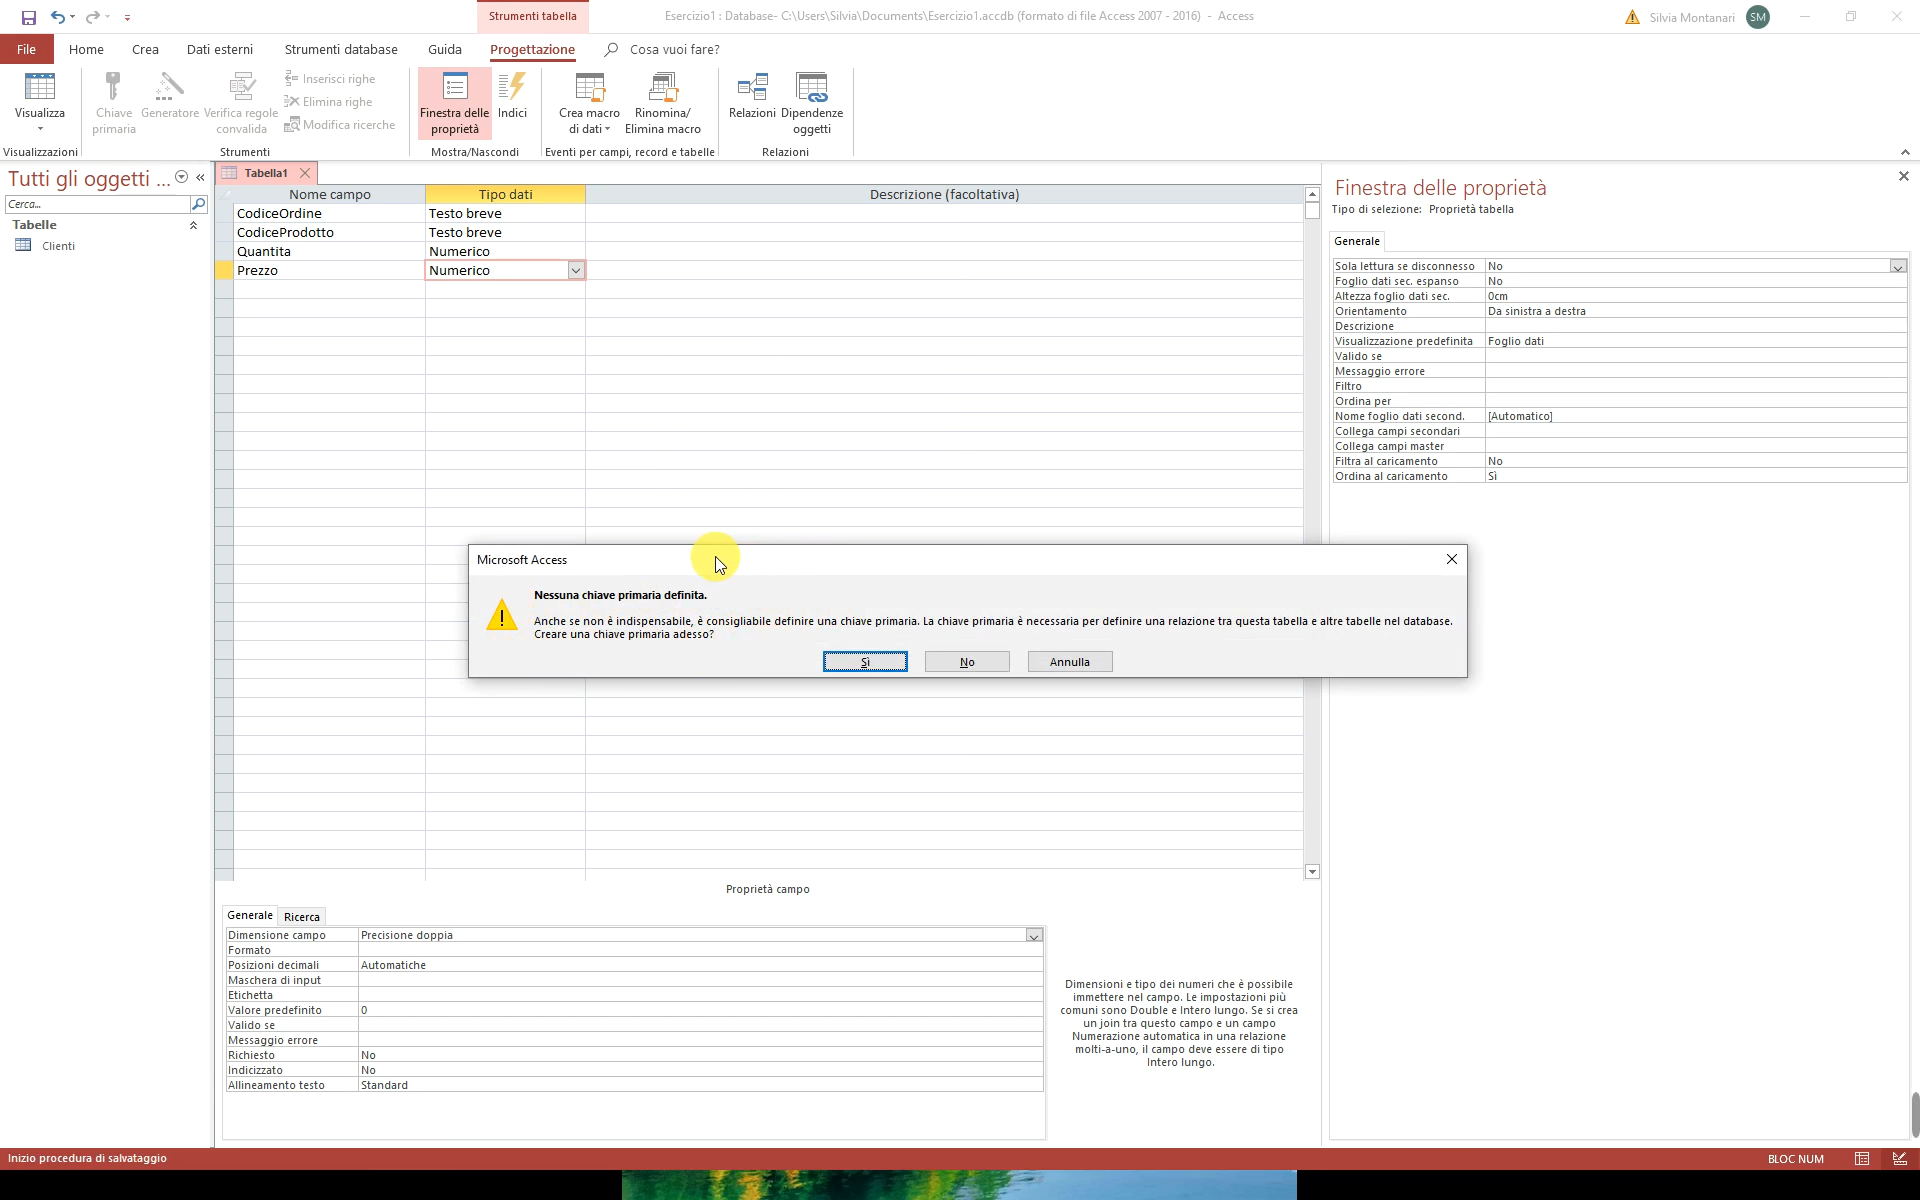 Strumenti tabella
Esercizio1 : Database- C:\Users\Silvia\Documents\Esercizio1.accdb (formato di file Access 2007 - 2016) - Access
Silvia Montanari
SM
File
Home
Crea
Dati esterni
Strumenti database
Guida
Progettazione
Cosa vuoi fare?
Visualizza
Chiave primaria
Generatore
Verifica regole convalida
Inserisci righe
Elimina righe
Modifica ricerche
Finestra delle proprietà
Indici
Crea macro di dati
Rinomina/ Elimina macro
Relazioni
Dipendenze oggetti
Visualizzazioni
Strumenti
Mostra/Nascondi
Eventi per campi, record e tabelle
Relazioni
Tutti gli oggetti ...
Cerca...
Tabelle
Clienti
Tabella1
Nome campo
Tipo dati
Descrizione (facoltativa)
CodiceOrdine
Testo breve
CodiceProdotto
Testo breve
Quantita
Numerico
Prezzo
Numerico
Finestra delle proprietà
Tipo di selezione: Proprietà tabella
Generale
Sola lettura se disconnesso
No
Foglio dati sec. espanso
No
Altezza foglio dati sec.
0cm
Orientamento
Da sinistra a destra
Descrizione
Visualizzazione predefinita
Foglio dati
Valido se
Messaggio errore
Filtro
Ordina per
Nome foglio dati second.
[Automatico]
Collega campi secondari
Collega campi master
Filtra al caricamento
No
Ordina al caricamento
Sì
Microsoft Access
Nessuna chiave primaria definita.
Anche se non è indispensabile, è consigliabile definire una chiave primaria. La chiave primaria è necessaria per definire una relazione tra questa tabella e altre tabelle nel database.
Creare una chiave primaria adesso?
Sì
No
Annulla
Proprietà campo
Generale
Ricerca
Dimensione campo
Precisione doppia
Formato
Posizioni decimali
Automatiche
Maschera di input
Etichetta
Valore predefinito
0
Valido se
Messaggio errore
Richiesto
No
Indicizzato
No
Allineamento testo
Standard
Dimensioni e tipo dei numeri che è possibile
immettere nel campo. Le impostazioni più
comuni sono Double e Intero lungo. Se si crea
un join tra questo campo e un campo
Numerazione automatica in una relazione
molti-a-uno, il campo deve essere di tipo
Intero lungo.
Inizio procedura di salvataggio
BLOC NUM